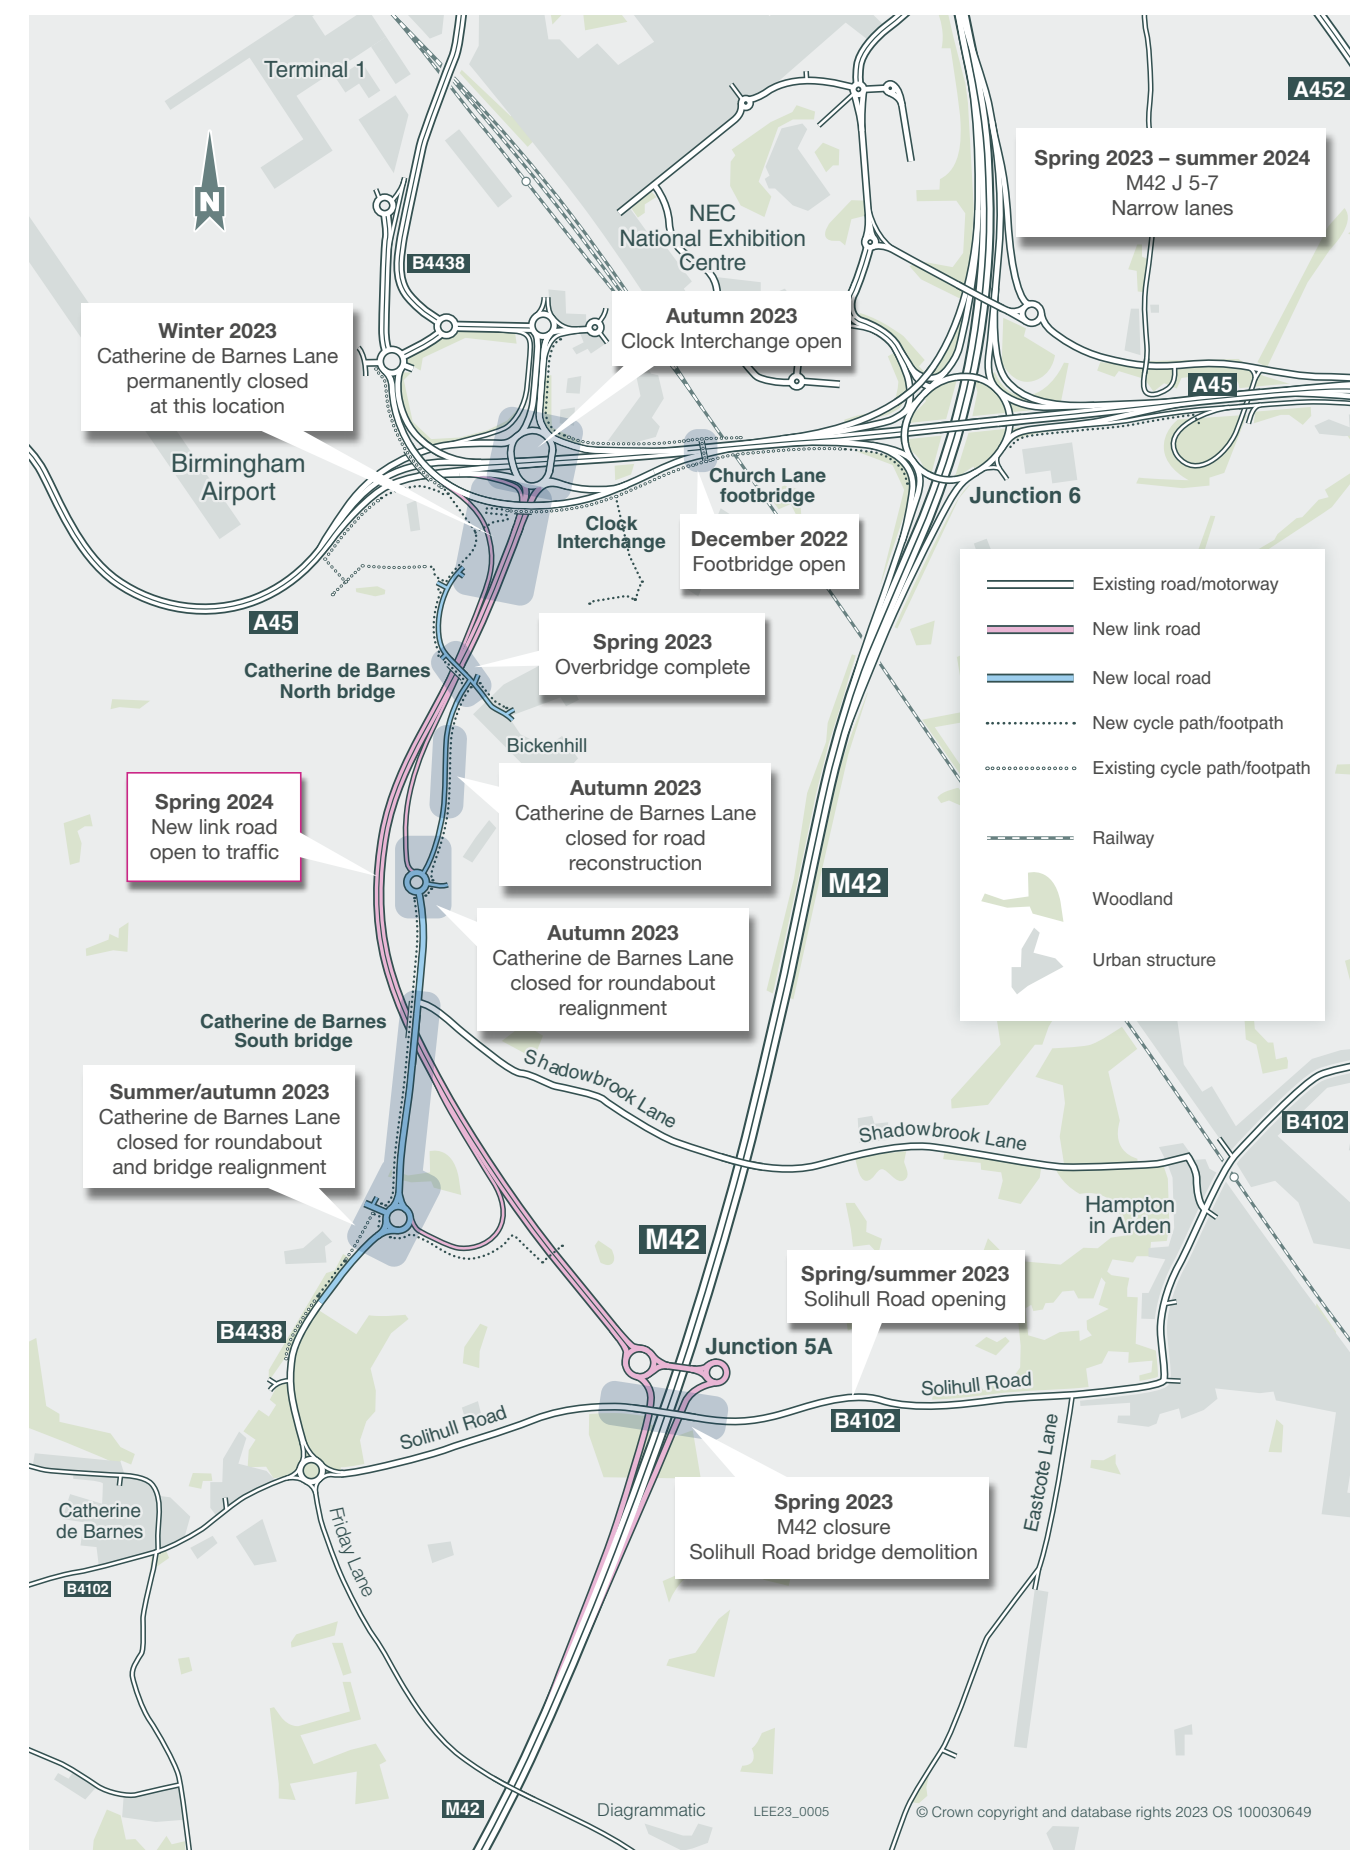 Terminal 1
A452
Spring 2023 – summer 2024
M42 J 5-7
Narrow lanes
N
NEC
National Exhibition
Centre
B4438
Winter 2023
Catherine de Barnes Lane
permanently closed
at this location
Autumn 2023
Clock Interchange open
A45
Birmingham
Airport
Church Lane
footbridge
Junction 6
Clock
Interchange
December 2022
Footbridge open
A45
Existing road/motorway
New link road
New local road
New cycle path/footpath
Existing cycle path/footpath
Railway
Woodland
Urban structure
Spring 2023
Overbridge complete
Catherine de Barnes
North bridge
Bickenhill
Spring 2024
New link road
open to traffic
Autumn 2023
Catherine de Barnes Lane
closed for road
reconstruction
M42
Autumn 2023
Catherine de Barnes Lane
closed for roundabout
realignment
Catherine de Barnes
South bridge
Shadowbrook Lane
Summer/autumn 2023
Catherine de Barnes Lane
closed for roundabout
and bridge realignment
Shadowbrook Lane
B4102
Hampton
in Arden
M42
Spring/summer 2023
Solihull Road opening
B4438
Junction 5A
Solihull Road
B4102
Solihull Road
Eastcote Lane
Spring 2023
M42 closure
Solihull Road bridge demolition
Catherine
de Barnes
Friday Lane
B4102
M42
Diagrammatic
LEE23_0005
© Crown copyright and database rights 2023 OS 100030649